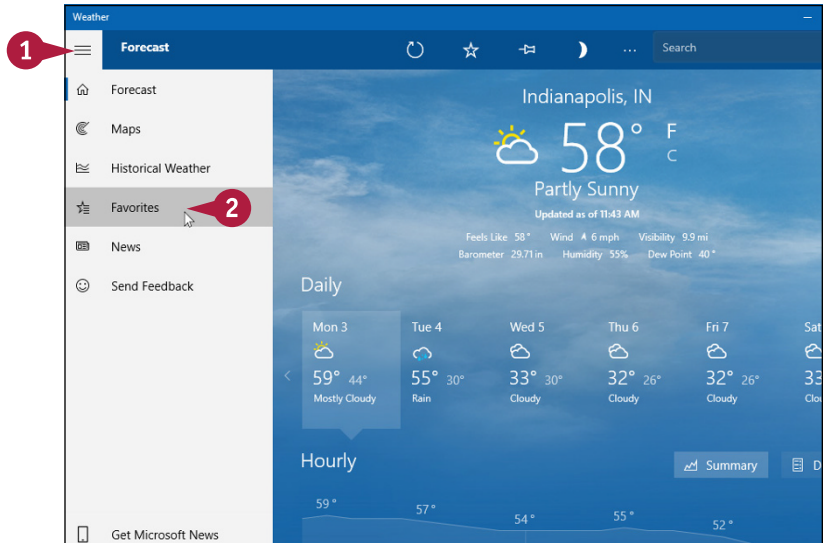 Weather
1
Forecast
Search
Forecast
Maps
Historical Weather
Favorites
2
News
Send Feedback
Get Microsoft News
Indianapolis, IN
58° F
C
Partly Sunny
Updated as of 11:43 AM
Feels Like 58° Wind 6 mph Visibility 9.9 mi
Barometer 29.71 in Humidity 55% Dew Point 40°
Daily
Mon 3 Tue 4 Wed 5 Thu 6 Fri 7 Sat
59° 44° 55° 30° 33° 30° 32° 26° 32° 26° 33
Mostly Cloudy Rain Cloudy Cloudy Cloudy Clo
Hourly
Summary D
59° 57° 54° 55° 52°